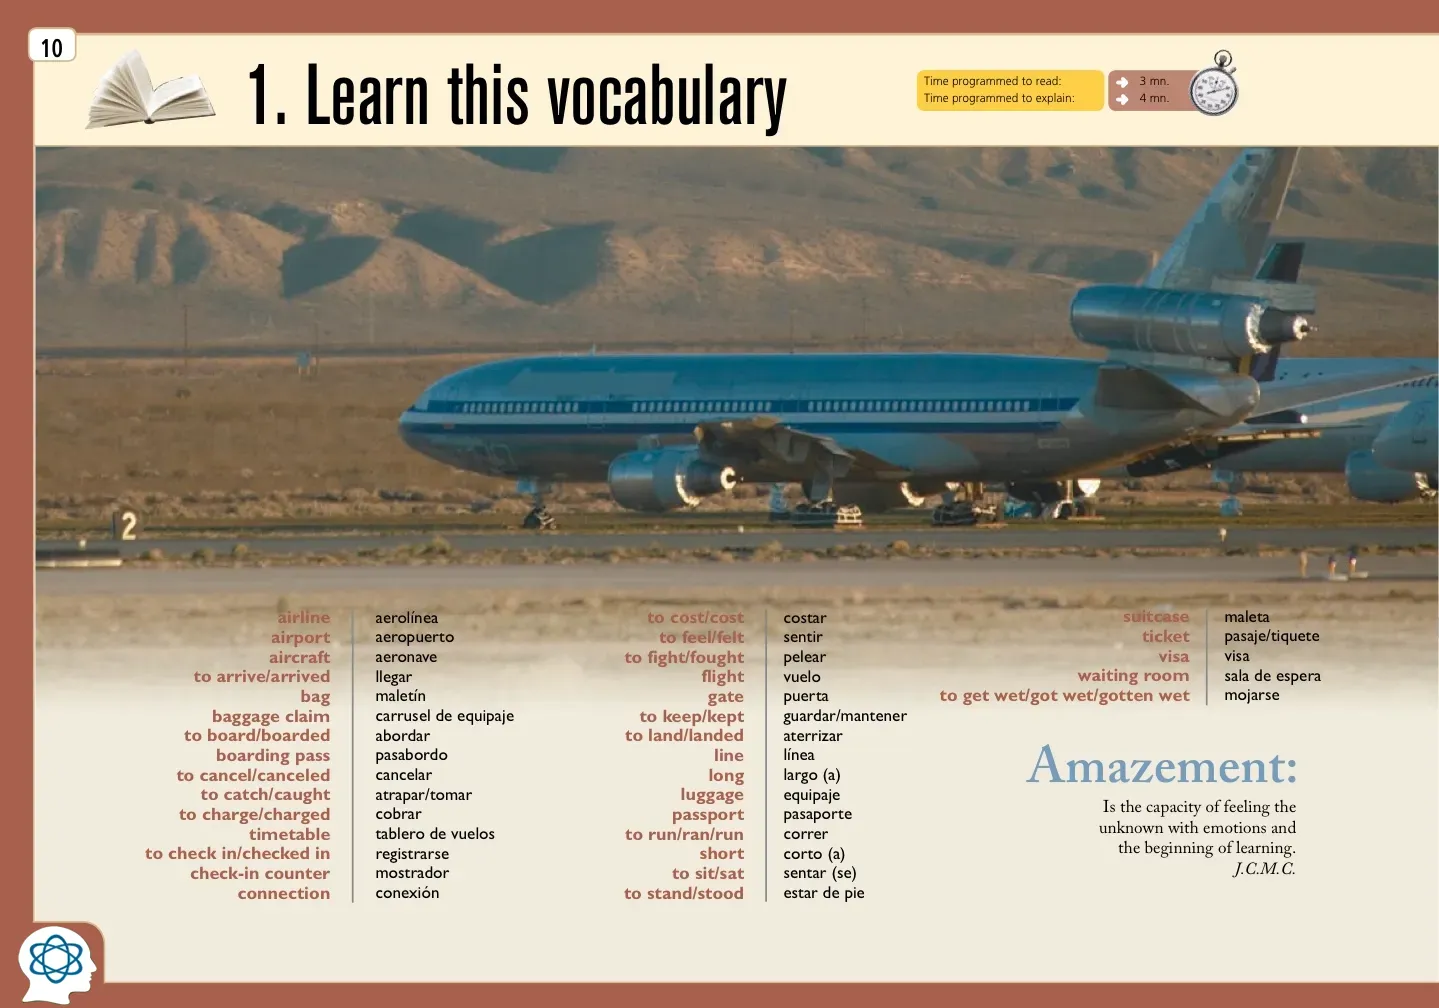 10
1. Learn this vocabulary
Time programmed to read: 3 mn.
Time programmed to explain: 4 mn.
2
airline aerolínea
airport aeropuerto
aircraft aeronave
to arrive/arrived llegar
bag maletín
baggage claim carrusel de equipaje
to board/boarded abordar
boarding pass pasabordo
to cancel/canceled cancelar
to catch/caught atrapar/tomar
to charge/charged cobrar
timetable tablero de vuelos
to check in/checked in registrarse
check-in counter mostrador
connection conexión
to cost/cost costar
to feel/felt sentir
to fight/fought pelear
flight vuelo
gate puerta
to keep/kept guardar/mantener
to land/landed aterrizar
line línea
long largo (a)
luggage equipaje
passport pasaporte
to run/ran/run correr
short corto (a)
to sit/sat sentar (se)
to stand/stood estar de pie
suitcase maleta
ticket pasaje/tiquete
visa visa
waiting room sala de espera
to get wet/got wet/gotten wet mojarse
Amazement:
Is the capacity of feeling the
unknown with emotions and
the beginning of learning.
J.C.M.C.